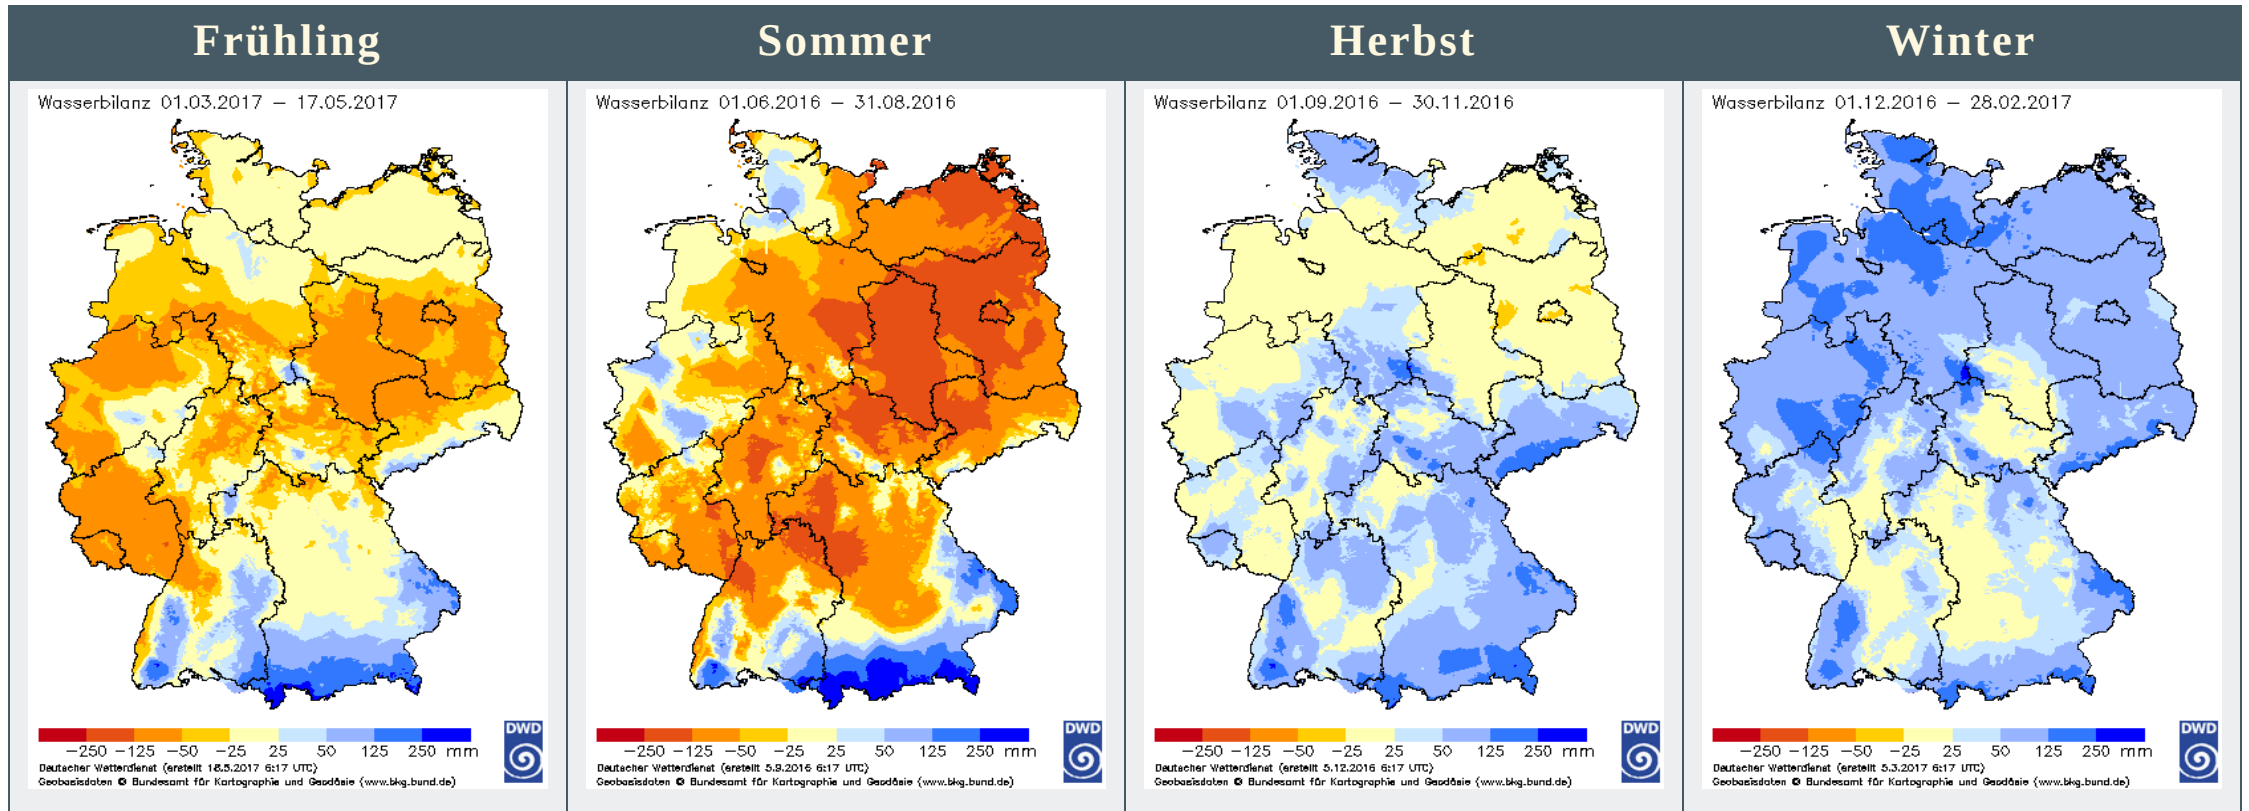 Frühling
Sommer
Herbst
Winter
Wasserbilanz 01.03.2017 – 17.05.2017
-250 -125 -50 -25 25 50 125 250 mm
DWD
Deutscher Wetterdienst (erstellt 18.5.2017 6:17 UTC)
Geobasisdaten © Bundesamt für Kartographie und Geodäsie (www.bkg.bund.de)
Wasserbilanz 01.06.2016 – 31.08.2016
-250 -125 -50 -25 25 50 125 250 mm
DWD
Deutscher Wetterdienst (erstellt 5.9.2016 6:17 UTC)
Geobasisdaten © Bundesamt für Kartographie und Geodäsie (www.bkg.bund.de)
Wasserbilanz 01.09.2016 – 30.11.2016
-250 -125 -50 -25 25 50 125 250 mm
DWD
Deutscher Wetterdienst (erstellt 5.12.2016 6:17 UTC)
Geobasisdaten © Bundesamt für Kartographie und Geodäsie (www.bkg.bund.de)
Wasserbilanz 01.12.2016 – 28.02.2017
-250 -125 -50 -25 25 50 125 250 mm
DWD
Deutscher Wetterdienst (erstellt 5.3.2017 6:17 UTC)
Geobasisdaten © Bundesamt für Kartographie und Geodäsie (www.bkg.bund.de)